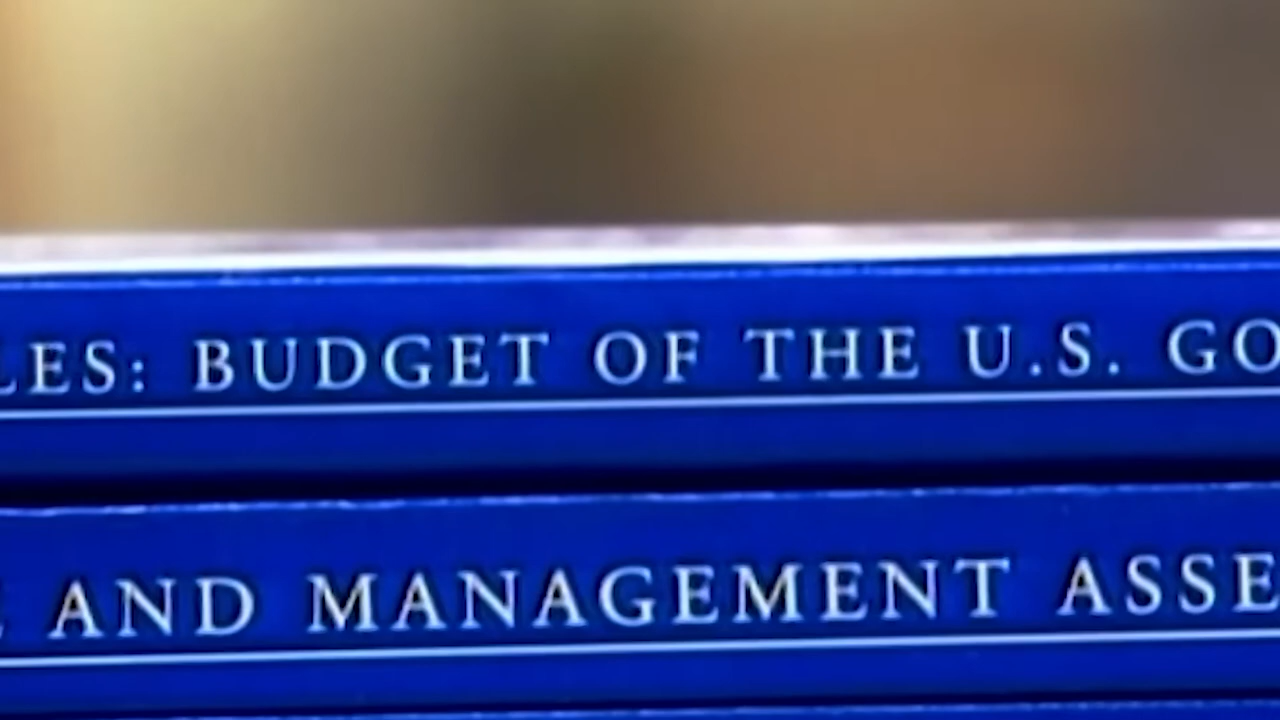 LES: BUDGET OF THE U.S. GO
AND MANAGEMENT ASSE